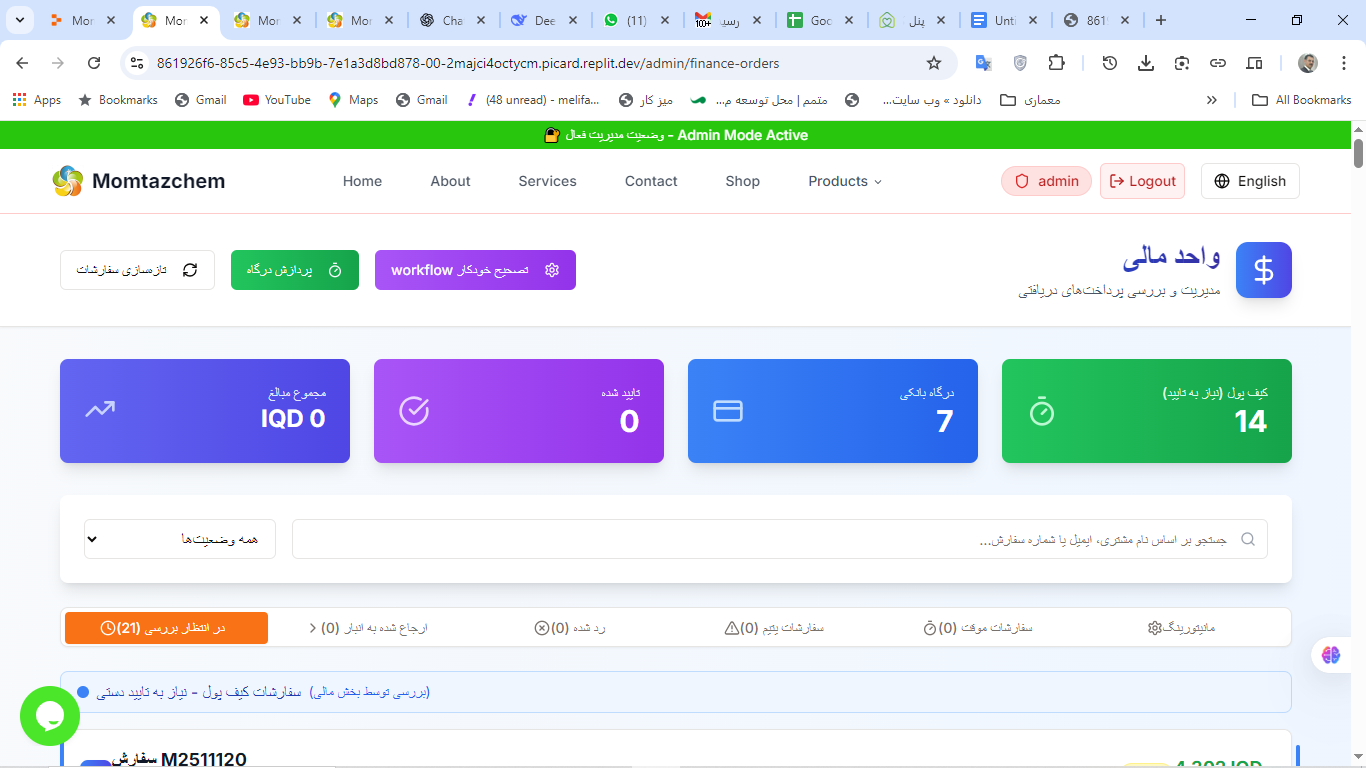 Mor
Mor
Mor
Mor
Cha
Dee
(11)
رسید
Goo
پنل
Unti
861
861926f6-85c5-4e93-bb9b-7e1a3d8bd878-00-2majci4octycm.picard.replit.dev/admin/finance-orders
Apps
Bookmarks
Gmail
YouTube
Maps
Gmail
(48 unread) - melifa...
میز کار
متمم | محل توسعه م...
دانلود » وب سایت...
معماری
All Bookmarks
وضعیت مدیریت فعال - Admin Mode Active
Momtazchem
Home
About
Services
Contact
Shop
Products
admin
Logout
English
واحد مالی
مدیریت و بررسی پرداخت‌های دریافتی
تصحیح خودکار workflow
پردازش درگاه
تازه‌سازی سفارشات
کیف پول (نیاز به تایید)
14
درگاه بانکی
7
تایید شده
0
مجموع مبالغ
IQD 0
جستجو بر اساس نام مشتری، ایمیل یا شماره سفارش...
همه وضعیت‌ها
در انتظار بررسی (21)
ارجاع شده به انبار (0)
رد شده (0)
سفارشات یتیم (0)
سفارشات موقت (0)
مانیتورینگ
سفارشات کیف پول - نیاز به تایید دستی (بررسی توسط بخش مالی)
سفارش M2511120
4,302 IQD